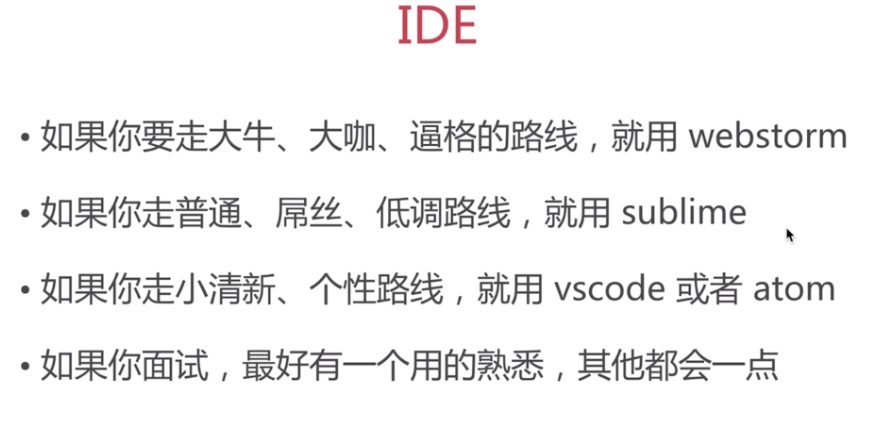 IDE
• 如果你要走大牛、大咖、逼格的路线，就用 webstorm
• 如果你走普通、屌丝、低调路线，就用 sublime
• 如果你走小清新、个性路线，就用 vscode 或者 atom
• 如果你面试，最好有一个用的熟悉，其他都会一点